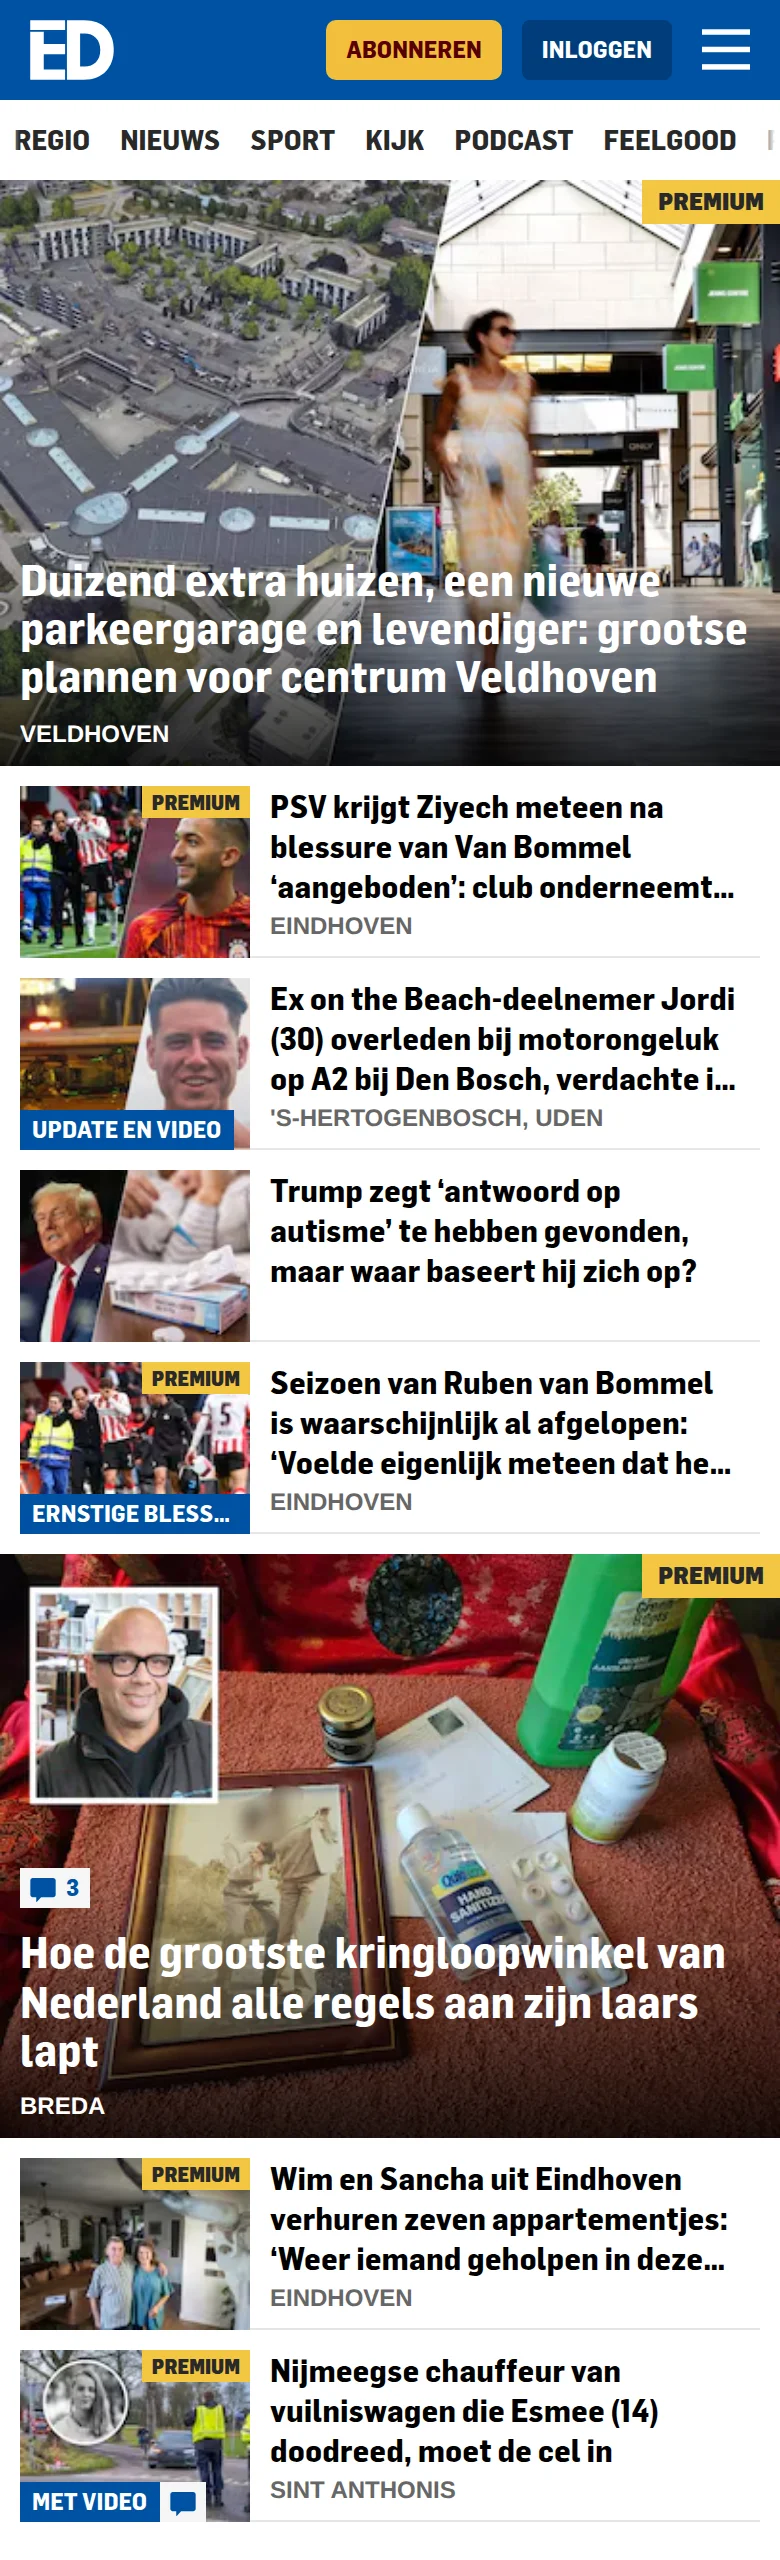 ED
ABONNEREN
INLOGGEN
REGIO NIEUWS SPORT KIJK PODCAST FEELGOOD
PREMIUM
ONLY
Duizend extra huizen, een nieuwe
parkeergarage en levendiger: grootse
plannen voor centrum Veldhoven
VELDHOVEN
PREMIUM
PSV krijgt Ziyech meteen na
blessure van Van Bommel
‘aangeboden’: club onderneemt...
EINDHOVEN
UPDATE EN VIDEO
Ex on the Beach-deelnemer Jordi
(30) overleden bij motorongeluk
op A2 bij Den Bosch, verdachte i...
'S-HERTOGENBOSCH, UDEN
Trump zegt ‘antwoord op
autisme’ te hebben gevonden,
maar waar baseert hij zich op?
PREMIUM
5
ERNSTIGE BLESS...
Seizoen van Ruben van Bommel
is waarschijnlijk al afgelopen:
‘Voelde eigenlijk meteen dat he...
EINDHOVEN
PREMIUM
HAND
SANITIZER
3
Hoe de grootste kringloopwinkel van
Nederland alle regels aan zijn laars
lapt
BREDA
PREMIUM
Wim en Sancha uit Eindhoven
verhuren zeven appartementjes:
‘Weer iemand geholpen in deze...
EINDHOVEN
PREMIUM
MET VIDEO
Nijmeegse chauffeur van
vuilniswagen die Esmee (14)
doodreed, moet de cel in
SINT ANTHONIS